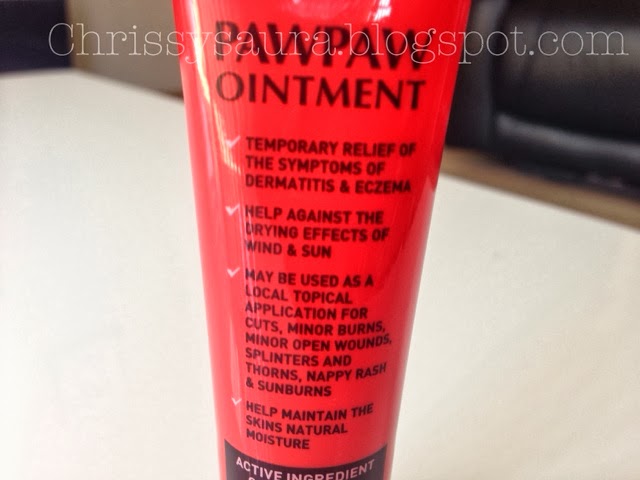 Chrissysaura.blogspot.com
PAWPAW
OINTMENT
TEMPORARY RELIEF OF
THE SYMPTOMS OF
DERMATITIS & ECZEMA
HELP AGAINST THE
DRYING EFFECTS OF
WIND & SUN
MAY BE USED AS A
LOCAL TOPICAL
APPLICATION FOR
CUTS, MINOR BURNS,
MINOR OPEN WOUNDS,
SPLINTERS AND
THORNS, NAPPY RASH
& SUNBURNS
HELP MAINTAIN THE
SKINS NATURAL
MOISTURE
ACTIVE INGREDIENT